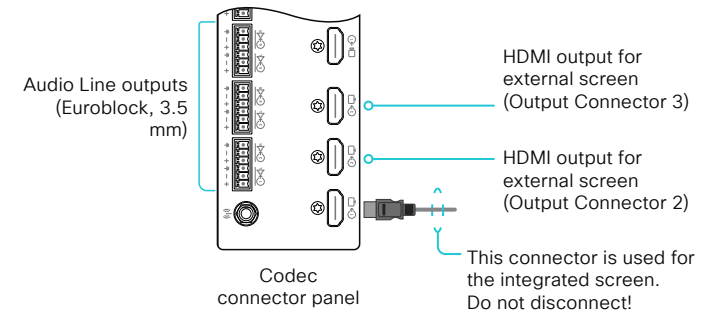 Audio Line outputs
(Euroblock, 3.5
mm)
HDMI output for
external screen
(Output Connector 3)
HDMI output for
external screen
(Output Connector 2)
This connector is used for
the integrated screen.
Do not disconnect!
Codec
connector panel